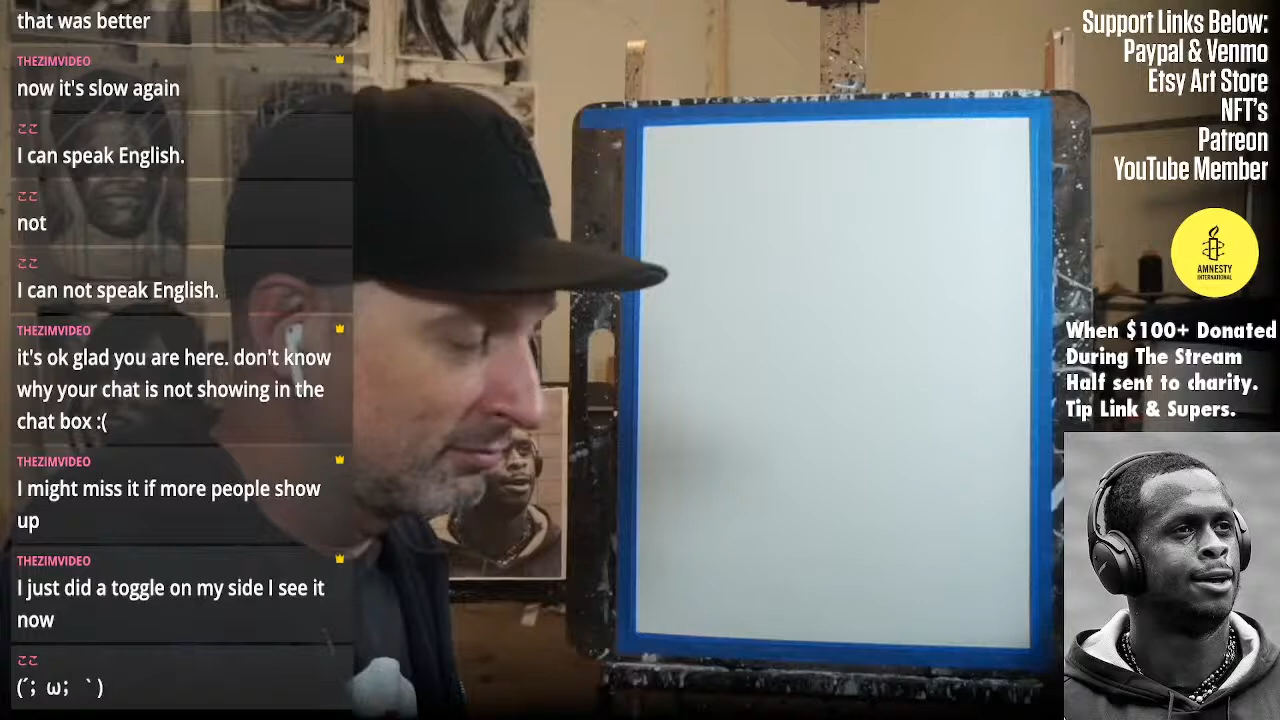 that was better
THEZIMVIDEO
now it's slow again
ここ
I can speak English.
ここ
not
ここ
I can not speak English.
THEZIMVIDEO
it's ok glad you are here. don't know
why your chat is not showing in the
chat box :(
THEZIMVIDEO
I might miss it if more people show
up
THEZIMVIDEO
I just did a toggle on my side I see it
now
ここ
(´; ω; `)
Support Links Below:
Paypal & Venmo
Etsy Art Store
NFT's
Patreon
YouTube Member
AMNESTY
INTERNATIONAL
When $100+ Donated
During The Stream
Half sent to charity.
Tip Link & Supers.